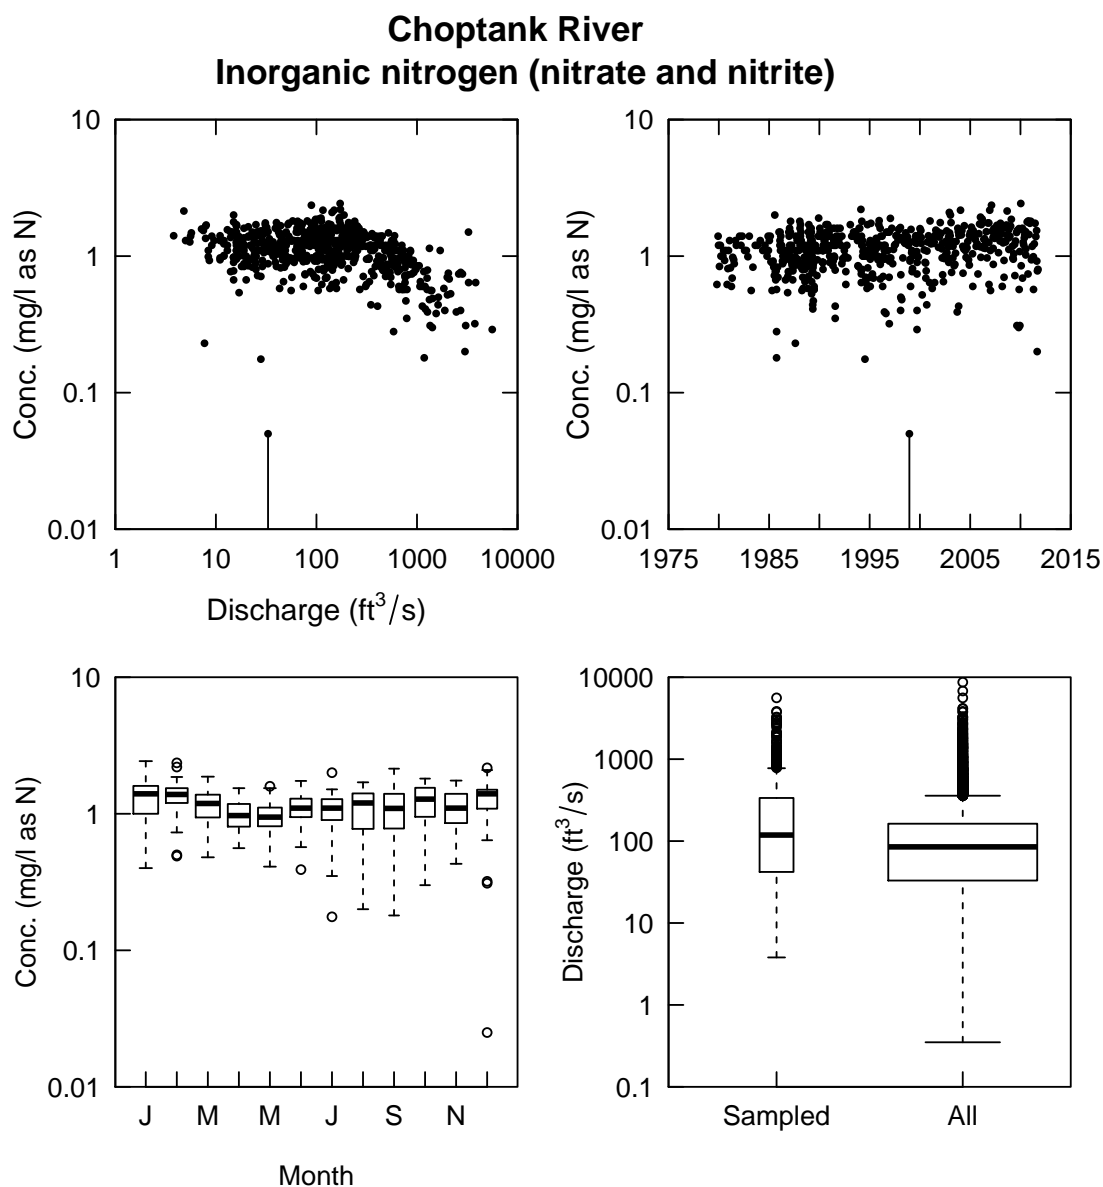 Choptank River
Inorganic nitrogen (nitrate and nitrite)
10
1
0.1
0.01
Conc. (mg/l as N)
1 10 100 1000 10000
Discharge (ft³/s)
10
1
0.1
0.01
Conc. (mg/l as N)
1975 1985 1995 2005 2015
10
1
0.1
0.01
Conc. (mg/l as N)
J M M J S N
Month
10000
1000
100
10
1
0.1
Discharge (ft³/s)
Sampled All